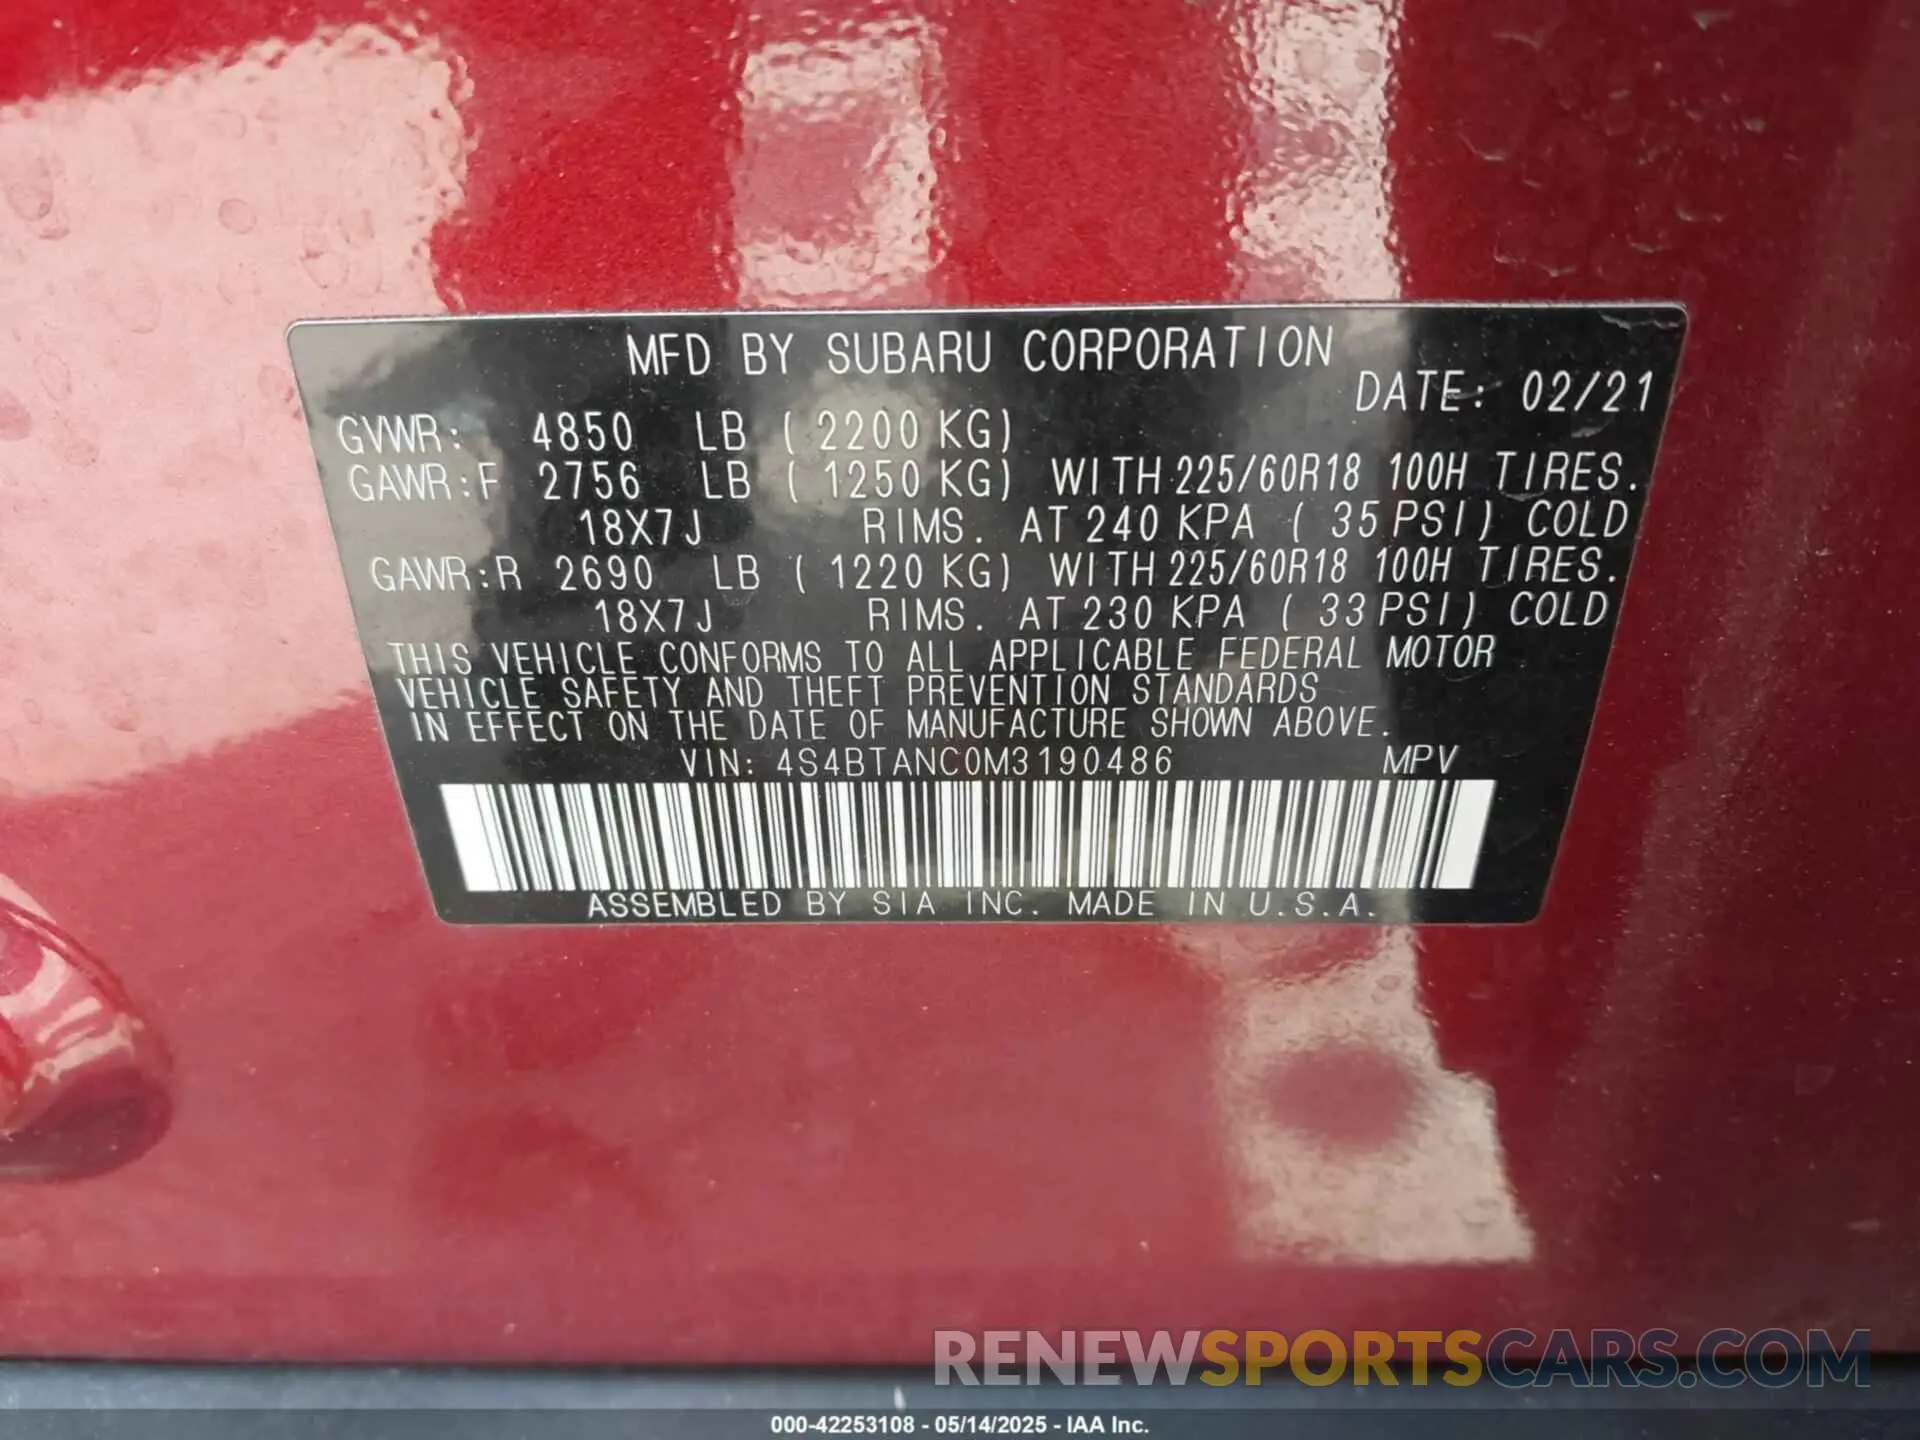 MFD BY SUBARU CORPORATION
DATE: 02/21
GVWR: 4850 LB ( 2200 KG)
GAWR:F 2756 LB ( 1250 KG) WITH 225/60R18 100H TIRES.
18X7J RIMS. AT 240 KPA ( 35 PSI) COLD
GAWR:R 2690 LB ( 1220 KG) WITH 225/60R18 100H TIRES.
18X7J RIMS. AT 230 KPA ( 33 PSI) COLD
THIS VEHICLE CONFORMS TO ALL APPLICABLE FEDERAL MOTOR
VEHICLE SAFETY AND THEFT PREVENTION STANDARDS
IN EFFECT ON THE DATE OF MANUFACTURE SHOWN ABOVE.
VIN: 4S4BTANC0M3190486 MPV
ASSEMBLED BY SIA INC. MADE IN U.S.A.
RENEWSPORTSCARS.COM
000-42253108 - 05/14/2025 - IAA Inc.